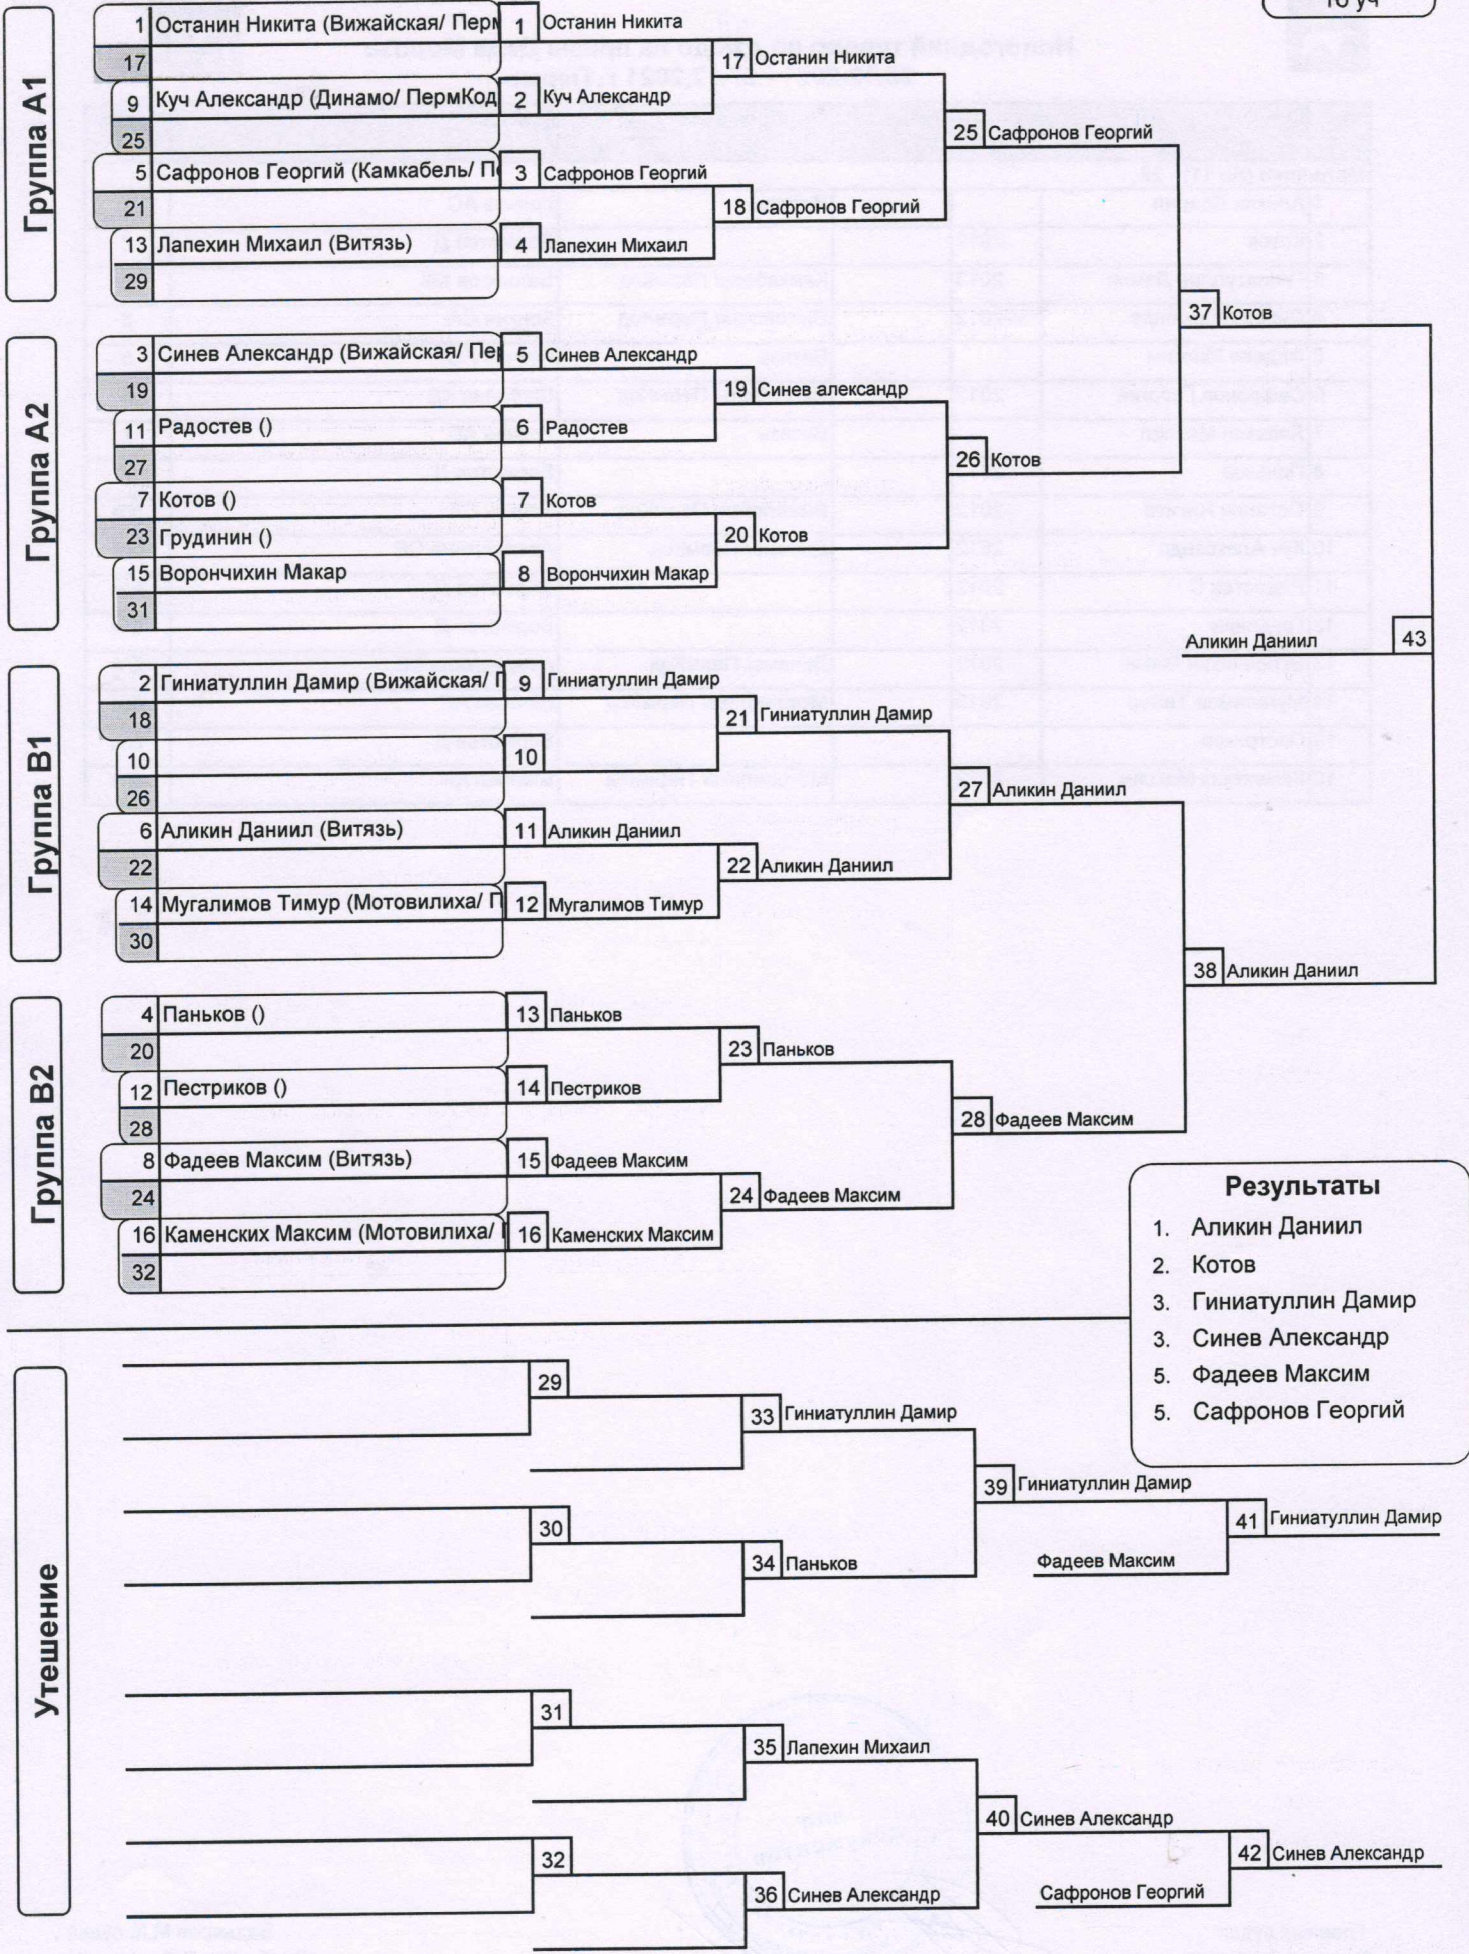 16 уч
Группа А1
1 Останин Никита (Вижайская/ Перм
17
9 Куч Александр (Динамо/ ПермКод
25
5 Сафронов Георгий (Камкабель/ П
21
13 Лапехин Михаил (Витязь)
29
1 Останин Никита
2 Куч Александр
3 Сафронов Георгий
4 Лапехин Михаил
17 Останин Никита
18 Сафронов Георгий
25 Сафронов Георгий
Группа А2
3 Синев Александр (Вижайская/ Пер
19
11 Радостев ()
27
7 Котов ()
23 Грудинин ()
15 Ворончихин Макар
31
5 Синев Александр
6 Радостев
7 Котов
8 Ворончихин Макар
19 Синев александр
20 Котов
26 Котов
37 Котов
Аликин Даниил 43
Группа В1
2 Гиниатуллин Дамир (Вижайская/ П
18
10
26
6 Аликин Даниил (Витязь)
22
14 Мугалимов Тимур (Мотовилиха/ П
30
9 Гиниатуллин Дамир
10
11 Аликин Даниил
12 Мугалимов Тимур
21 Гиниатуллин Дамир
22 Аликин Даниил
27 Аликин Даниил
38 Аликин Даниил
Группа В2
4 Паньков ()
20
12 Пестриков ()
28
8 Фадеев Максим (Витязь)
24
16 Каменских Максим (Мотовилиха/
32
13 Паньков
14 Пестриков
15 Фадеев Максим
16 Каменских Максим
23 Паньков
24 Фадеев Максим
28 Фадеев Максим
Результаты
1. Аликин Даниил
2. Котов
3. Гиниатуллин Дамир
3. Синев Александр
5. Фадеев Максим
5. Сафронов Георгий
Утешение
29
30
31
32
33 Гиниатуллин Дамир
34 Паньков
35 Лапехин Михаил
36 Синев Александр
39 Гиниатуллин Дамир
Фадеев Максим
41 Гиниатуллин Дамир
40 Синев Александр
Сафронов Георгий
42 Синев Александр